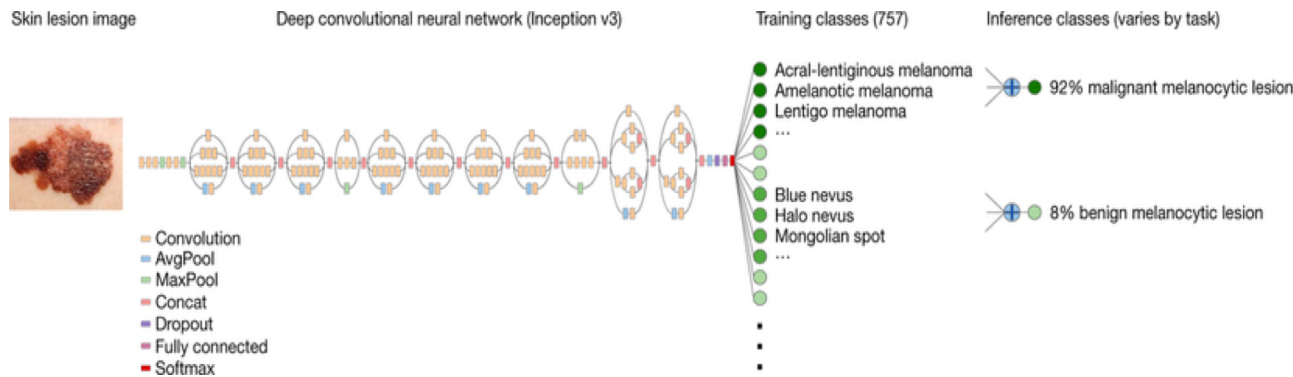 Skin lesion image
Deep convolutional neural network (Inception v3)
Training classes (757)
Inference classes (varies by task)
Acral-lentiginous melanoma
Amelanotic melanoma
Lentigo melanoma
...
Blue nevus
Halo nevus
Mongolian spot
...
92% malignant melanocytic lesion
8% benign melanocytic lesion
Convolution
AvgPool
MaxPool
Concat
Dropout
Fully connected
Softmax